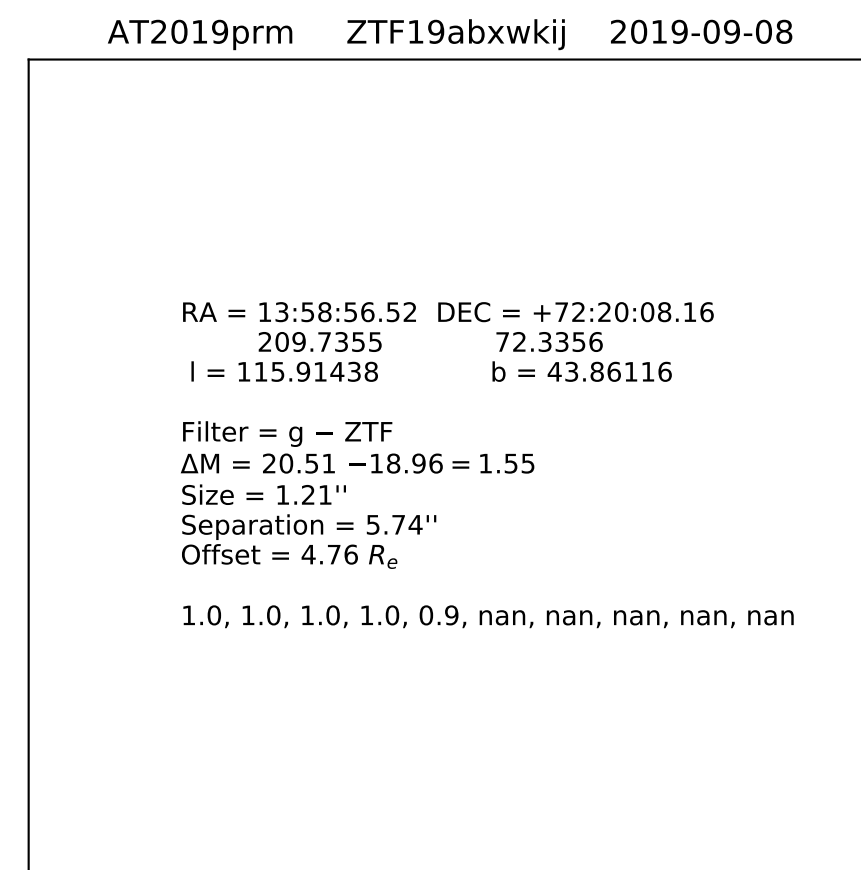 AT2019prm ZTF19abxwkij 2019-09-08
RA = 13:58:56.52 DEC = +72:20:08.16
209.7355 72.3356
l = 115.91438 b = 43.86116
Filter = g − ZTF
ΔM = 20.51 −18.96 = 1.55
Size = 1.21''
Separation = 5.74''
Offset = 4.76 Re
1.0, 1.0, 1.0, 1.0, 0.9, nan, nan, nan, nan, nan